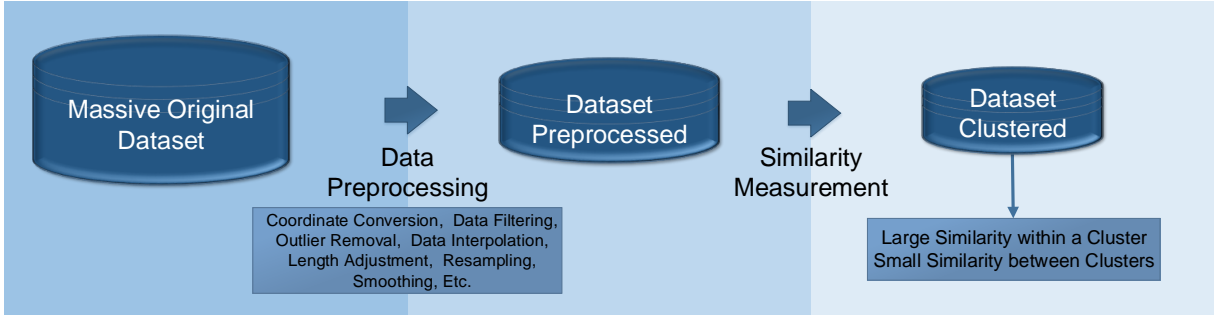 Massive Original
Dataset
Data
Preprocessing
Coordinate Conversion, Data Filtering,
Outlier Removal, Data Interpolation,
Length Adjustment, Resampling,
Smoothing, Etc.
Dataset
Preprocessed
Similarity
Measurement
Dataset
Clustered
Large Similarity within a Cluster
Small Similarity between Clusters